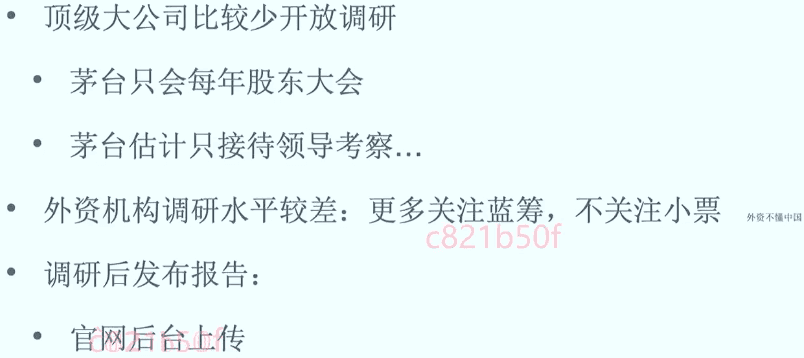 • 顶级大公司比较少开放调研
• 茅台只会每年股东大会
• 茅台估计只接待领导考察...
• 外资机构调研水平较差：更多关注蓝筹，不关注小票 外资不懂中国
c821b50f
• 调研后发布报告：
• 官网后台上传
c821b50f